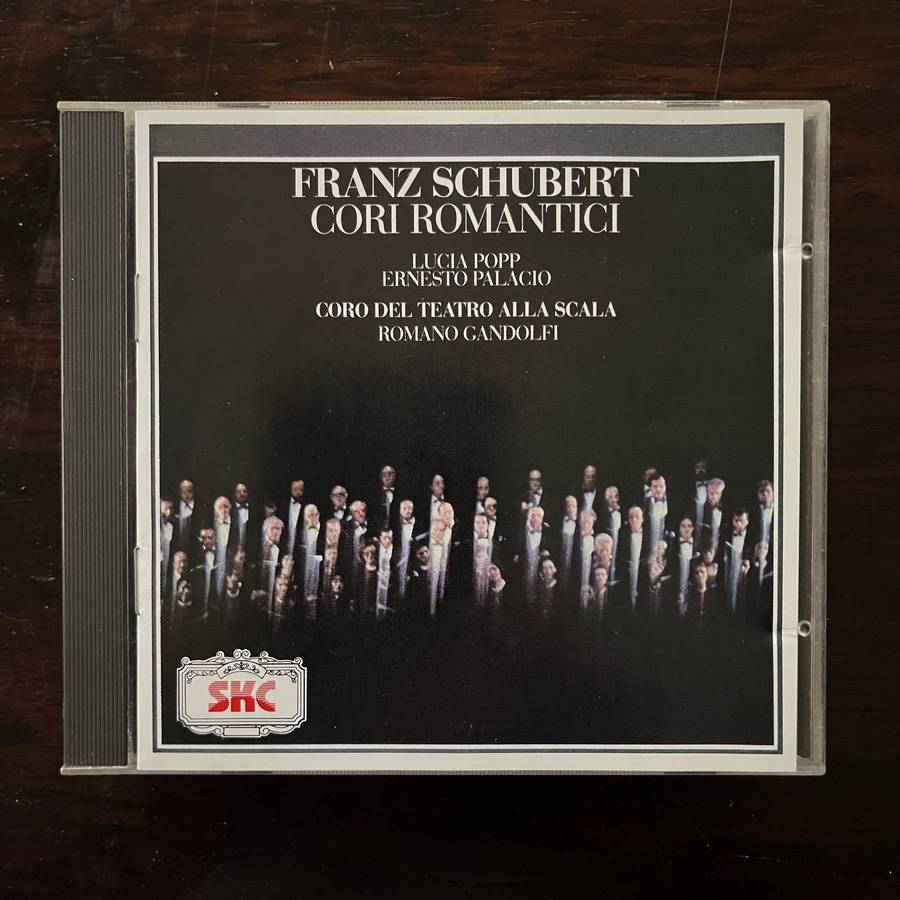 FRANZ SCHUBERT
CORI ROMANTICI
LUCIA POPP
ERNESTO PALACIO
CORO DEL TEATRO ALLA SCALA
ROMANO GANDOLFI
SKC